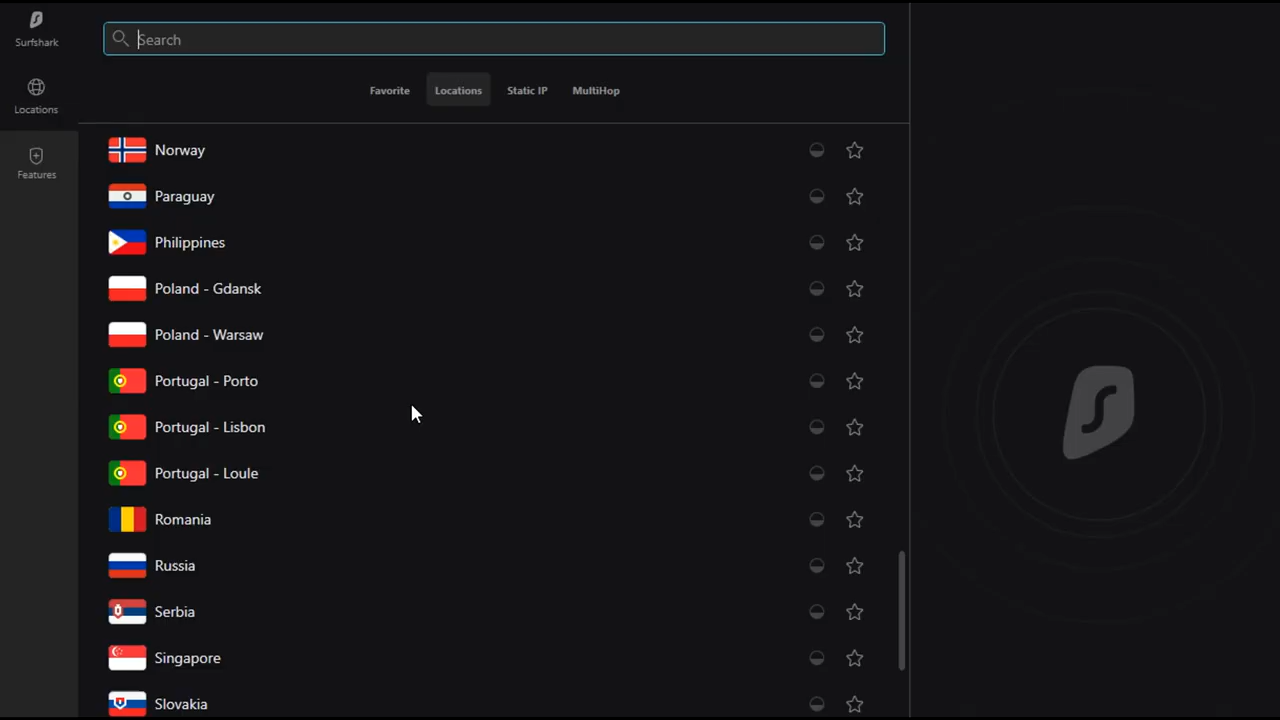 Surfshark
Search
Favorite
Locations
Static IP
MultiHop
Locations
Features
Norway
Paraguay
Philippines
Poland - Gdansk
Poland - Warsaw
Portugal - Porto
Portugal - Lisbon
Portugal - Loule
Romania
Russia
Serbia
Singapore
Slovakia